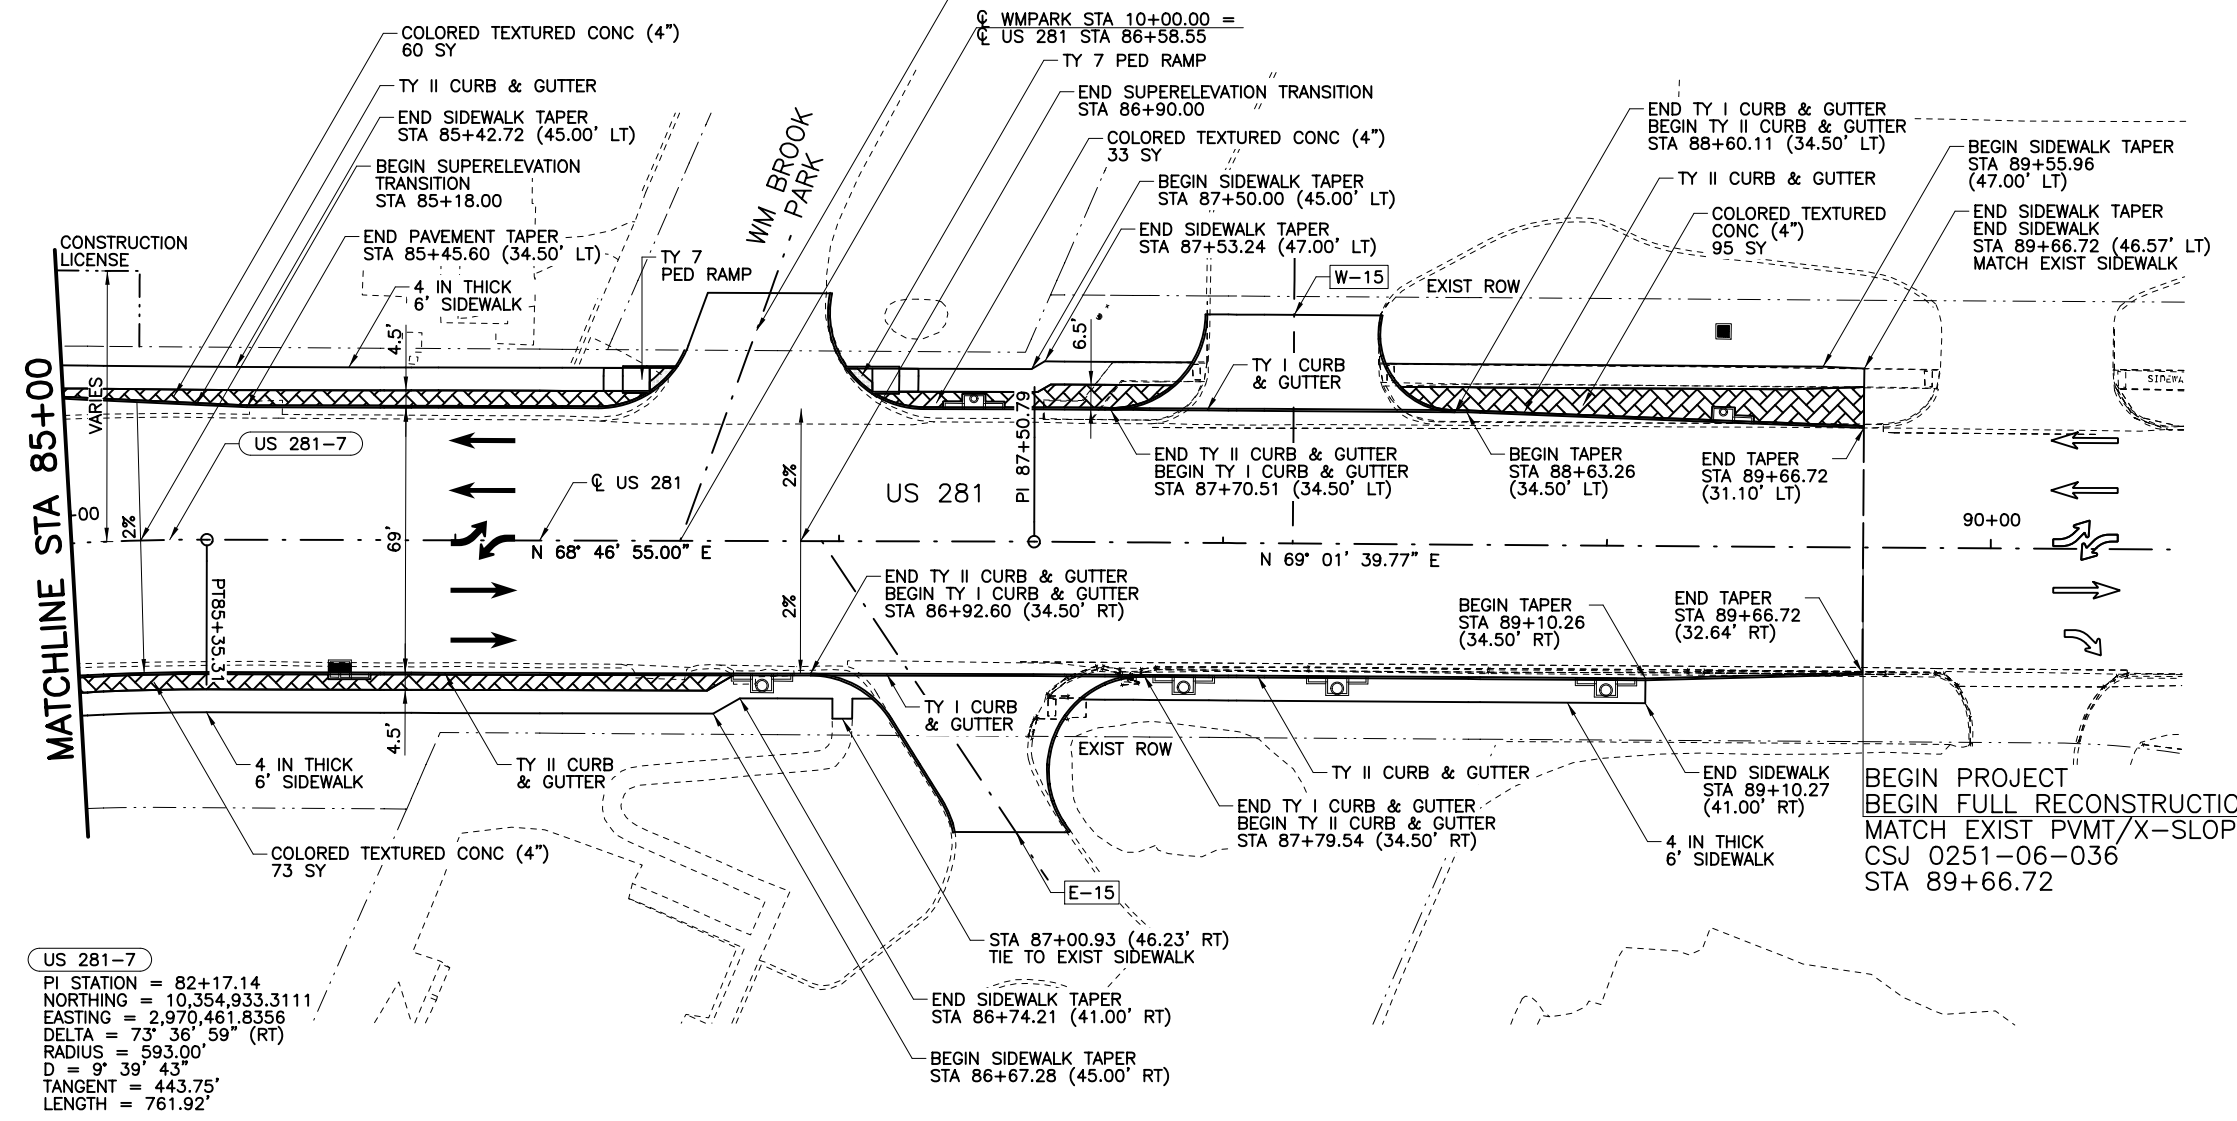 COLORED TEXTURED CONC (4")
60 SY
TY II CURB & GUTTER
END SIDEWALK TAPER
STA 85+42.72 (45.00' LT)
BEGIN SUPERELEVATION
TRANSITION
STA 85+18.00
END PAVEMENT TAPER
STA 85+45.60 (34.50' LT)
4 IN THICK
6' SIDEWALK
CONSTRUCTION
LICENSE
VARIES
4.5'
TY 7
PED RAMP
WM BROOK
PARK
℄ WMPARK STA 10+00.00 =
℄ US 281 STA 86+58.55
TY 7 PED RAMP
END SUPERELEVATION TRANSITION
STA 86+90.00
COLORED TEXTURED CONC (4")
33 SY
BEGIN SIDEWALK TAPER
STA 87+50.00 (45.00' LT)
END SIDEWALK TAPER
STA 87+53.24 (47.00' LT)
6.5'
W-15
EXIST ROW
TY I CURB
& GUTTER
END TY I CURB & GUTTER
BEGIN TY II CURB & GUTTER
STA 88+60.11 (34.50' LT)
TY II CURB & GUTTER
COLORED TEXTURED
CONC (4")
95 SY
BEGIN SIDEWALK TAPER
STA 89+55.96
(47.00' LT)
END SIDEWALK TAPER
END SIDEWALK
STA 89+66.72 (46.57' LT)
MATCH EXIST SIDEWALK
SIDEWA
MATCHLINE STA 85+00
00
2%
US 281-7
PT85+35.31
69'
℄ US 281
N 68° 46' 55.00" E
2%
2%
US 281
PI 87+50.79
END TY II CURB & GUTTER
BEGIN TY I CURB & GUTTER
STA 87+70.51 (34.50' LT)
BEGIN TAPER
STA 88+63.26
(34.50' LT)
END TAPER
STA 89+66.72
(31.10' LT)
90+00
N 69° 01' 39.77" E
END TY II CURB & GUTTER
BEGIN TY I CURB & GUTTER
STA 86+92.60 (34.50' RT)
BEGIN TAPER
STA 89+10.26
(34.50' RT)
END TAPER
STA 89+66.72
(32.64' RT)
4.5'
4 IN THICK
6' SIDEWALK
TY II CURB
& GUTTER
TY I CURB
& GUTTER
EXIST ROW
TY II CURB & GUTTER
END TY I CURB & GUTTER
BEGIN TY II CURB & GUTTER
STA 87+79.54 (34.50' RT)
END SIDEWALK
STA 89+10.27
(41.00' RT)
4 IN THICK
6' SIDEWALK
BEGIN PROJECT
BEGIN FULL RECONSTRUCTIO
MATCH EXIST PVMT/X-SLOP
CSJ 0251-06-036
STA 89+66.72
COLORED TEXTURED CONC (4")
73 SY
E-15
STA 87+00.93 (46.23' RT)
TIE TO EXIST SIDEWALK
END SIDEWALK TAPER
STA 86+74.21 (41.00' RT)
BEGIN SIDEWALK TAPER
STA 86+67.28 (45.00' RT)
US 281-7
PI STATION = 82+17.14
NORTHING = 10,354,933.3111
EASTING = 2,970,461.8356
DELTA = 73° 36' 59" (RT)
RADIUS = 593.00'
D = 9° 39' 43"
TANGENT = 443.75'
LENGTH = 761.92'